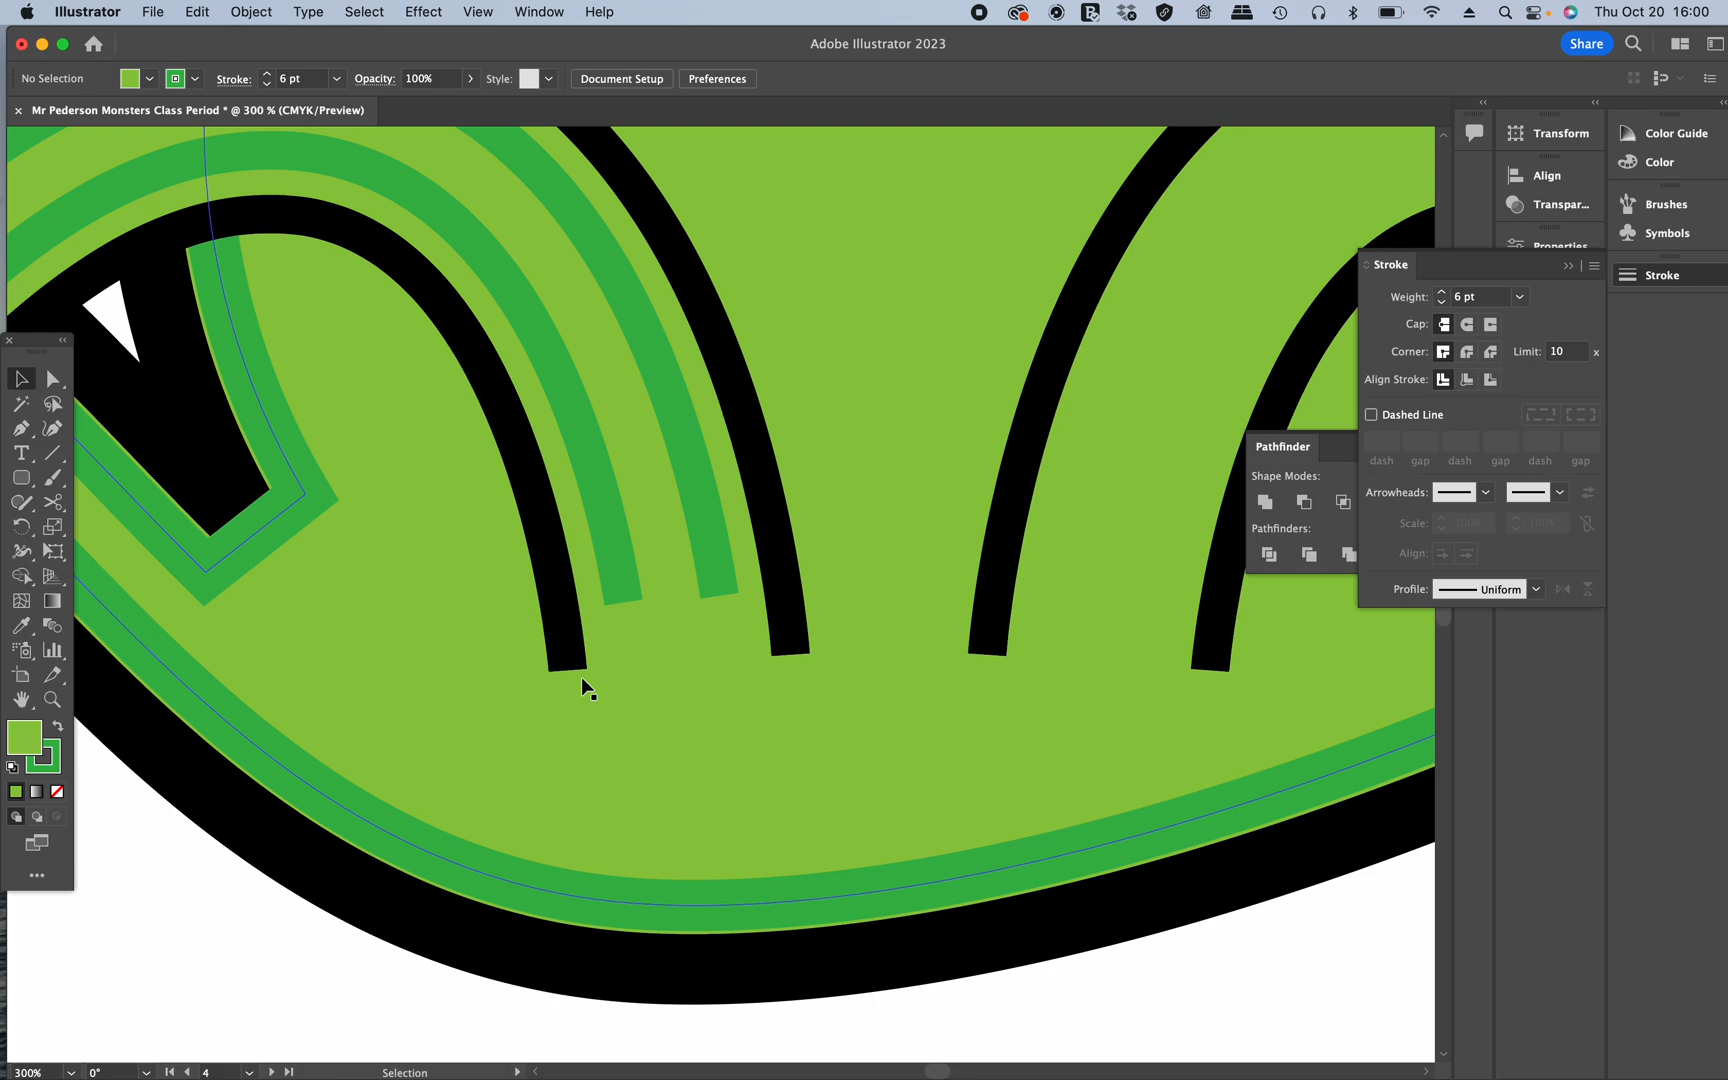 Illustrator File Edit Object Type Select Effect View Window Help Thu Oct 20 16:00
Adobe Illustrator 2023 Share
No Selection Stroke: 6 pt Opacity: 100% Style: Document Setup Preferences
× Mr Pederson Monsters Class Period * @ 300 % (CMYK/Preview)
Transform
Align
Transpar...
Properties
Color Guide
Color
Brushes
Symbols
Stroke
Stroke
Weight: 6 pt
Cap:
Corner: Limit: 10 x
Align Stroke:
Dashed Line
dash gap dash gap dash gap
Arrowheads:
Scale: 100% 100%
Align:
Profile: Uniform
Pathfinder
Shape Modes:
Pathfinders:
300% 0° 4 Selection